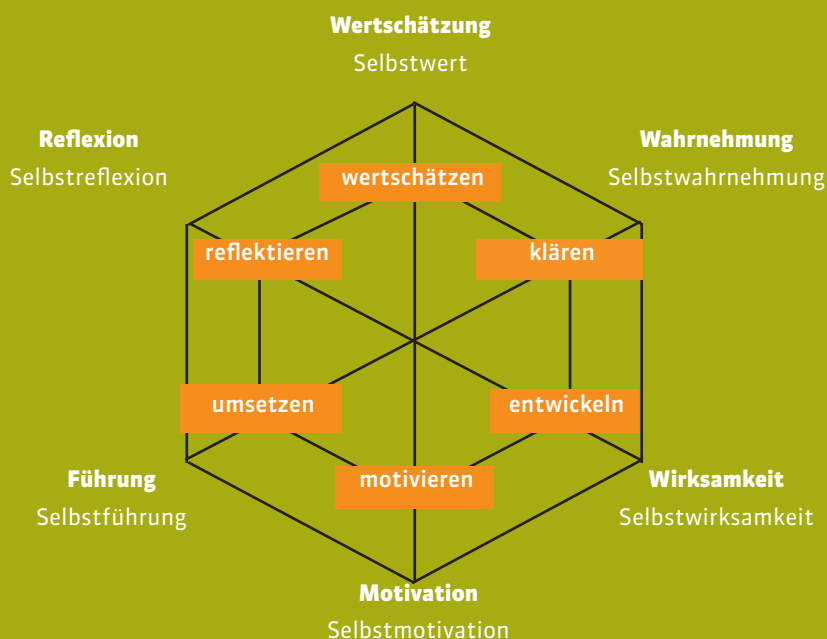 Wertschätzung
Selbstwert
Reflexion
Selbstreflexion
Wahrnehmung
Selbstwahrnehmung
wertschätzen
reflektieren
klären
umsetzen
entwickeln
motivieren
Führung
Selbstführung
Wirksamkeit
Selbstwirksamkeit
Motivation
Selbstmotivation